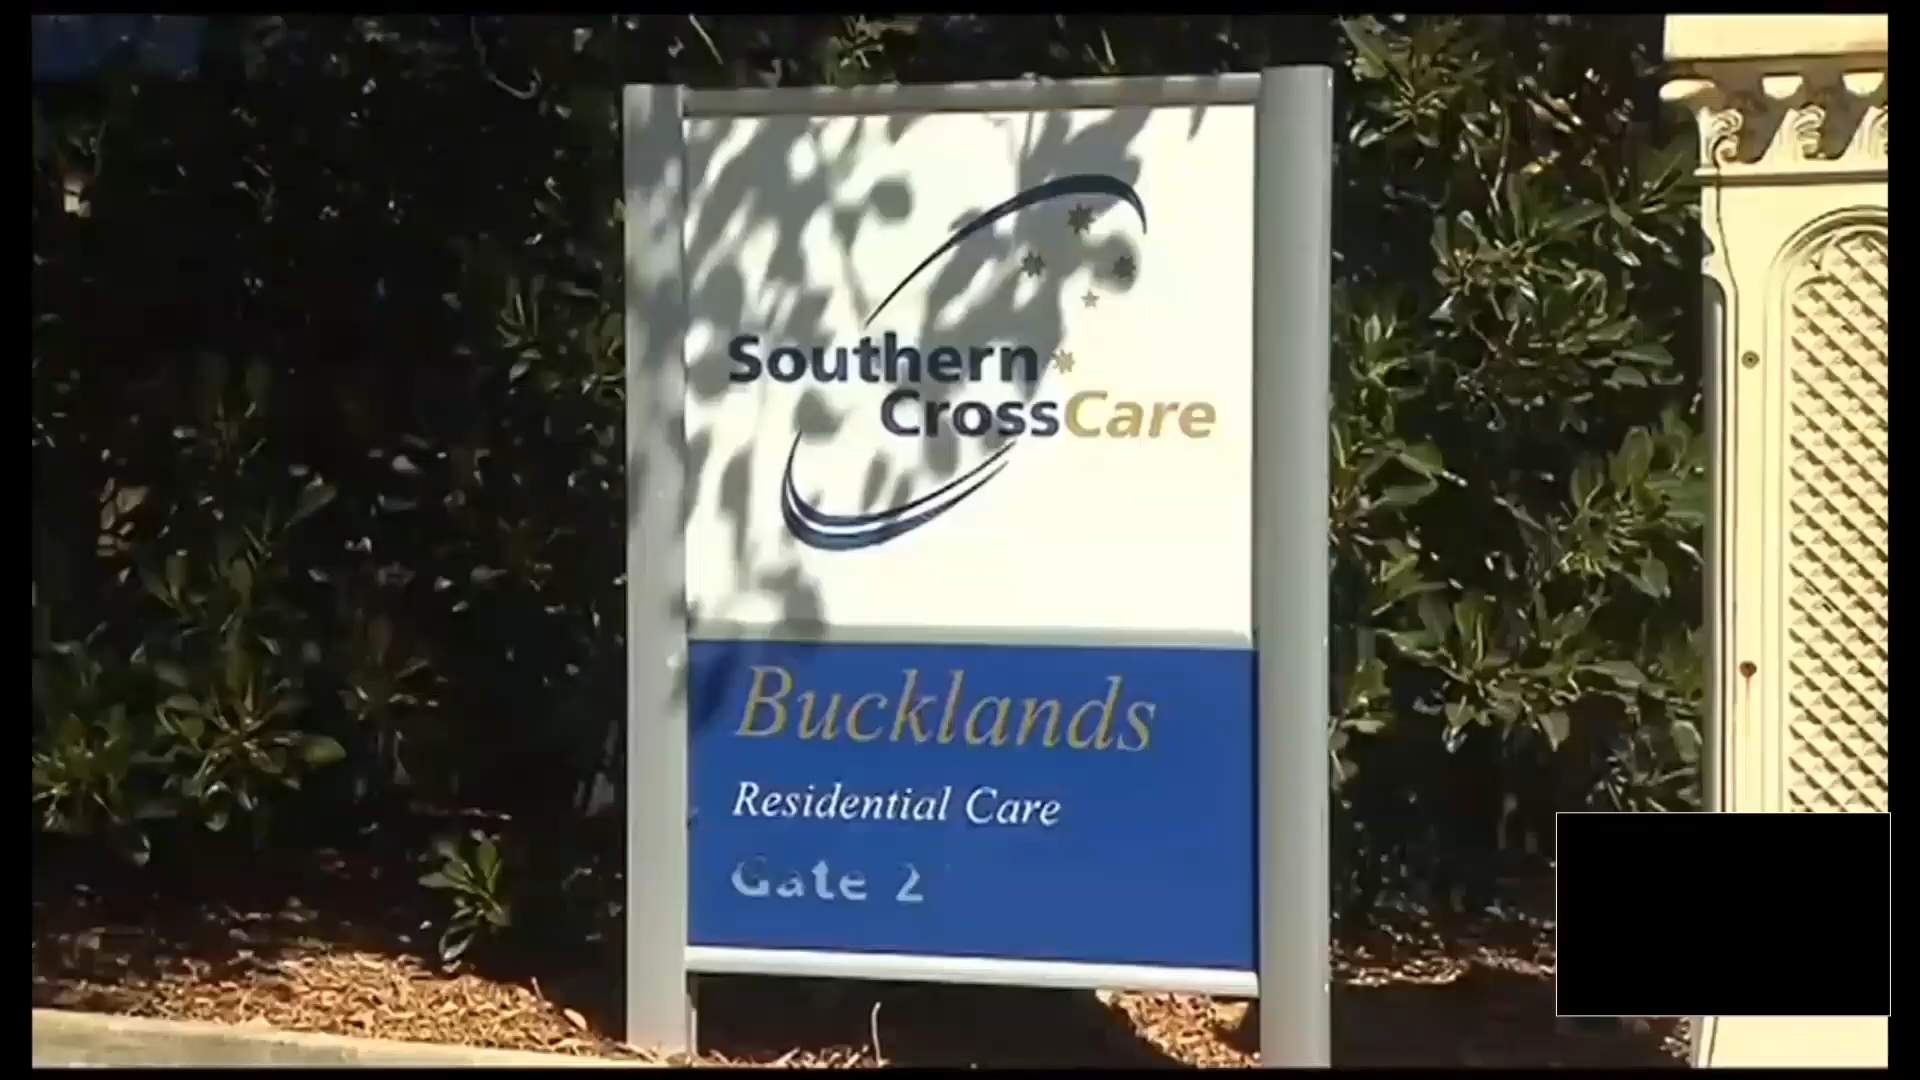 Southern
CrossCare
Bucklands
Residential Care
Gate 2